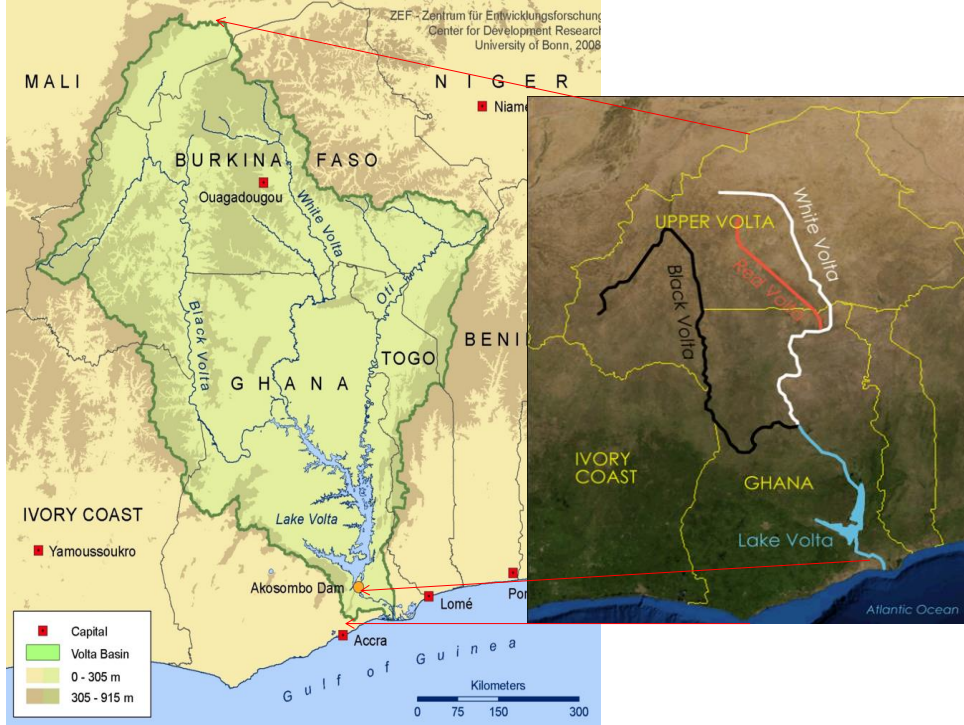 ZEF - Zentrum für Entwicklungsforschung
Center for Development Research
University of Bonn, 2008
MALI
NIGER
Niame
BURKINA FASO
Ouagadougou
White Volta
Black Volta
Oti
BENI
TOGO
GHANA
IVORY COAST
Lake Volta
Yamoussoukro
Akosombo Dam
Lomé
Por
Accra
Gulf of Guinea
Capital
Volta Basin
0 - 305 m
305 - 915 m
Kilometers
0 75 150 300
UPPER VOLTA
White Volta
Red Volta
Black Volta
IVORY
COAST
GHANA
Lake Volta
Atlantic Ocean